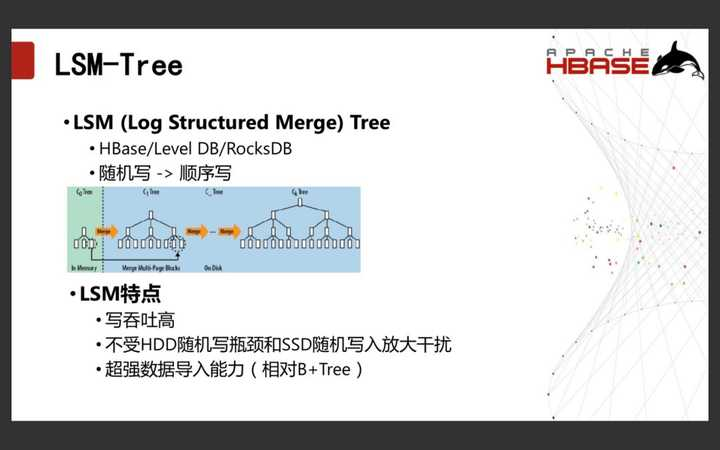 LSM-Tree
APACHE
HBASE
•LSM (Log Structured Merge) Tree
•HBase/Level DB/RocksDB
•随机写 -> 顺序写
C0 Tree
C1 Tree
C_ Tree
Ck Tree
Merge
Merge
...
Merge
In Memory
Merge Multi-Page Blocks
On Disk
•LSM特点
•写吞吐高
•不受HDD随机写瓶颈和SSD随机写入放大干扰
•超强数据导入能力（相对B+Tree）